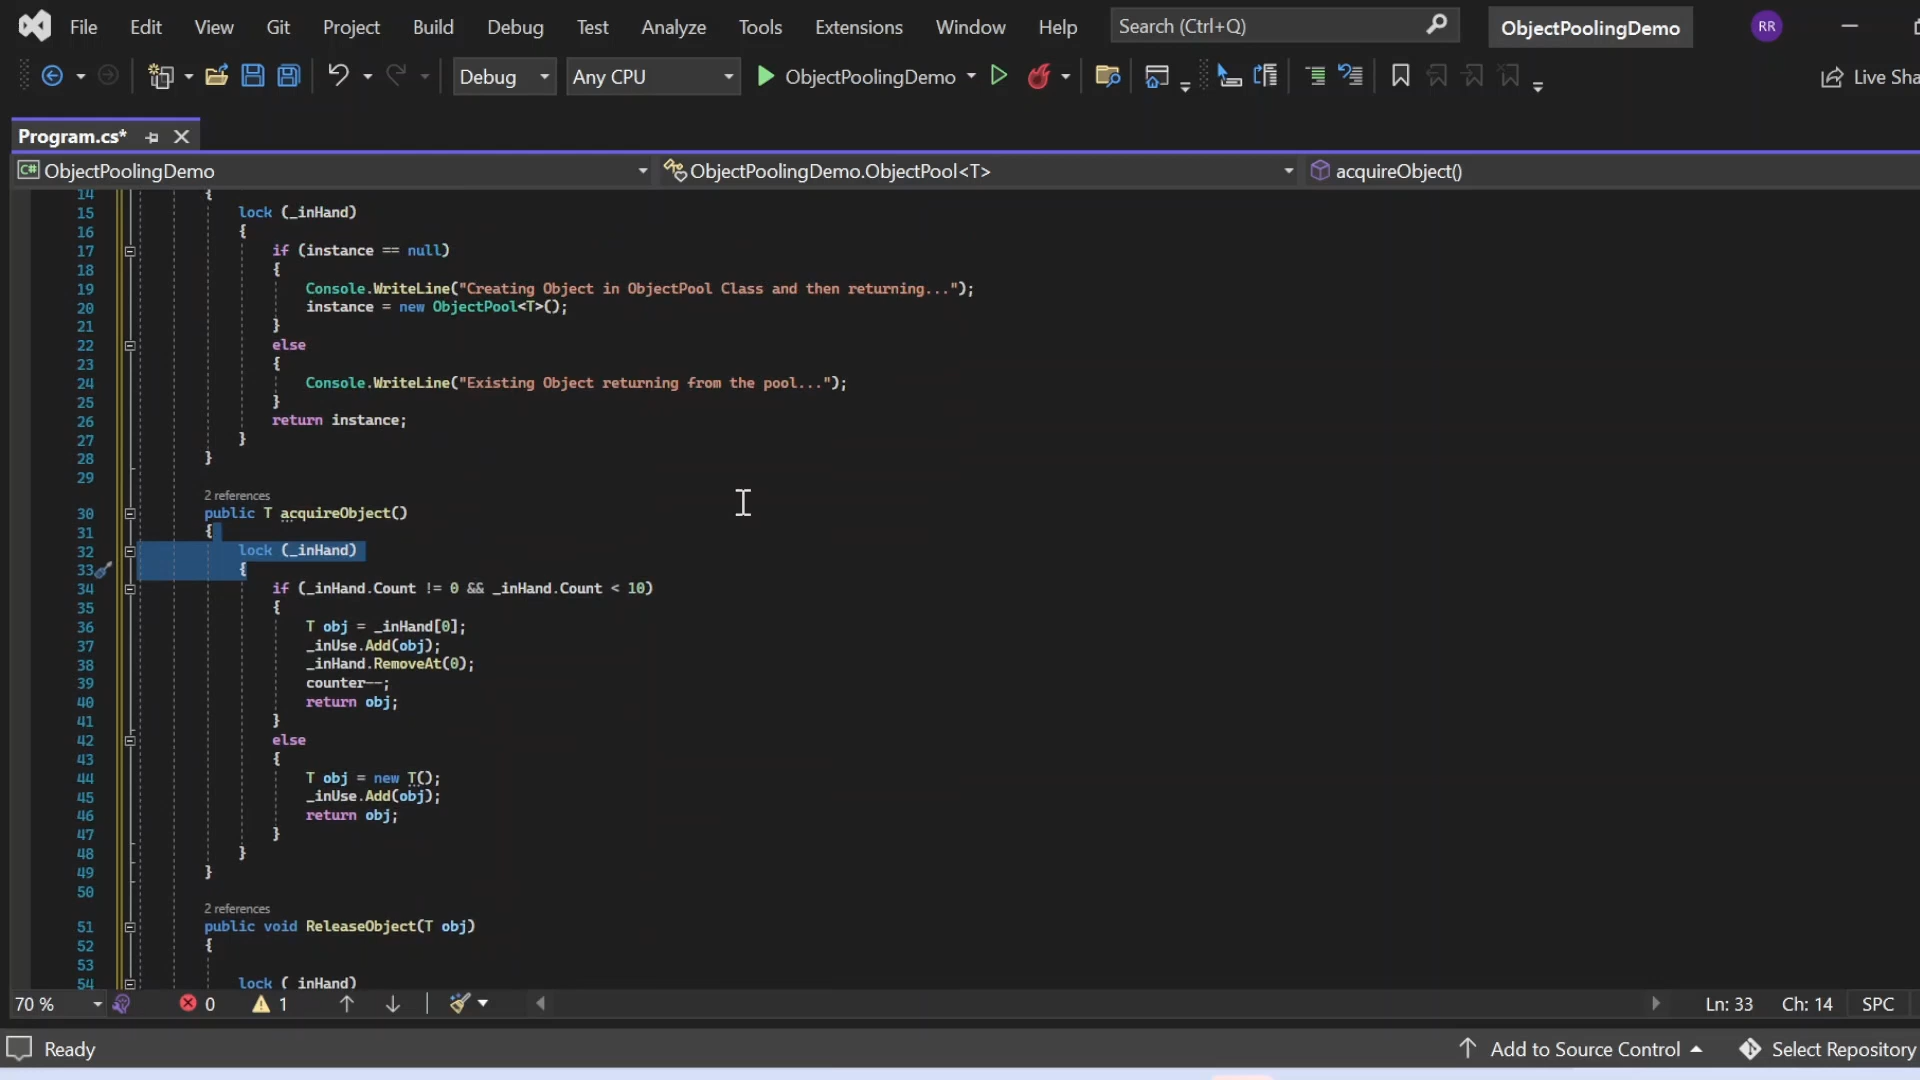 File Edit View Git Project Build Debug Test Analyze Tools Extensions Window Help Search (Ctrl+Q) ObjectPoolingDemo RR
Debug Any CPU ObjectPoolingDemo Live Sha
Program.cs*
C# ObjectPoolingDemo ObjectPoolingDemo.ObjectPool<T> acquireObject()
14 {
15 lock (_inHand)
16 {
17 if (instance == null)
18 {
19 Console.WriteLine("Creating Object in ObjectPool Class and then returning...");
20 instance = new ObjectPool<T>();
21 }
22 else
23 {
24 Console.WriteLine("Existing Object returning from the pool...");
25 }
26 return instance;
27 }
28 }
29
2 references
30 public T acquireObject()
31 {
32 lock (_inHand)
33 {
34 if (_inHand.Count != 0 && _inHand.Count < 10)
35 {
36 T obj = _inHand[0];
37 _inUse.Add(obj);
38 _inHand.RemoveAt(0);
39 counter--;
40 return obj;
41 }
42 else
43 {
44 T obj = new T();
45 _inUse.Add(obj);
46 return obj;
47 }
48 }
49 }
50
2 references
51 public void ReleaseObject(T obj)
52 {
53
54 lock (_inHand)
70 % 0 1 Ln: 33 Ch: 14 SPC
Ready Add to Source Control Select Repository